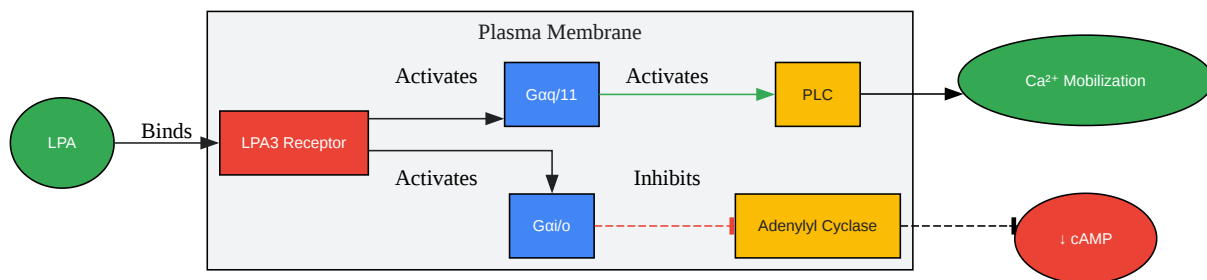 Plasma Membrane
Activates
Activates
Gαq/11
PLC
Ca²⁺ Mobilization
LPA
Binds
LPA3 Receptor
Activates
Inhibits
Gαi/o
Adenylyl Cyclase
↓ cAMP